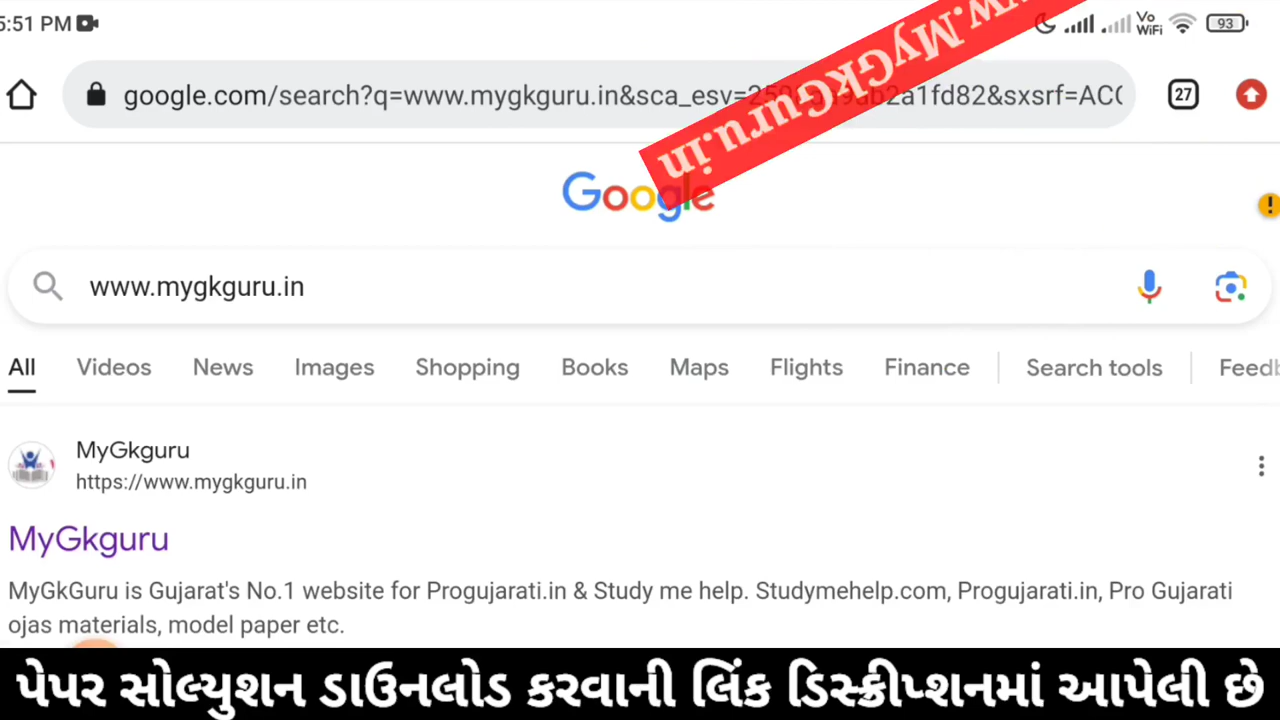 5:51 PM
Vo WiFi 93
google.com/search?q=www.mygkguru.in&sca_esv=
27
www.MyGkGuru.in
Google
www.mygkguru.in
All Videos News Images Shopping Books Maps Flights Finance Search tools Feedb
MyGkguru
https://www.mygkguru.in
MyGkguru
MyGkGuru is Gujarat's No.1 website for Progujarati.in & Study me help. Studymehelp.com, Progujarati.in, Pro Gujarati
ojas materials, model paper etc.
પેપર સોલ્યુશન ડાઉનલોડ કરવાની લિંક ડિસ્ક્રીપ્શનમાં આપેલી છે